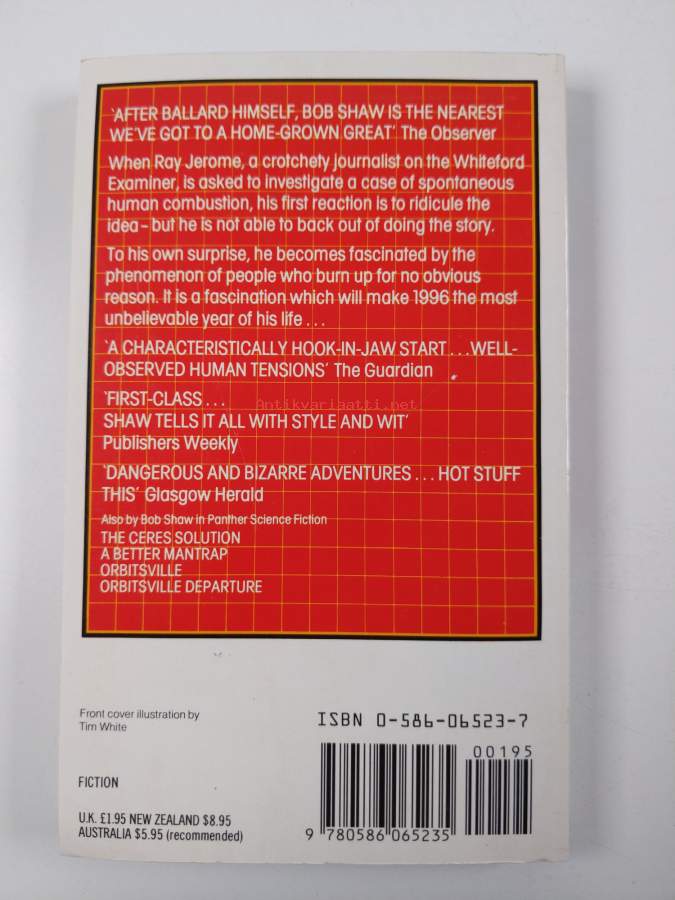 ‘AFTER BALLARD HIMSELF, BOB SHAW IS THE NEAREST
WE’VE GOT TO A HOME-GROWN GREAT’ The Observer
When Ray Jerome, a crotchety journalist on the Whiteford
Examiner, is asked to investigate a case of spontaneous
human combustion, his first reaction is to ridicule the
idea – but he is not able to back out of doing the story.
To his own surprise, he becomes fascinated by the
phenomenon of people who burn up for no obvious
reason. It is a fascination which will make 1996 the most
unbelievable year of his life . . .
‘A CHARACTERISTICALLY HOOK-IN-JAW START . . . WELL-
OBSERVED HUMAN TENSIONS’ The Guardian
‘FIRST-CLASS . . .
Antikvariaatti.net
SHAW TELLS IT ALL WITH STYLE AND WIT’
Publishers Weekly
‘DANGEROUS AND BIZARRE ADVENTURES . . . HOT STUFF
THIS’ Glasgow Herald
Also by Bob Shaw in Panther Science Fiction
THE CERES SOLUTION
A BETTER MANTRAP
ORBITSVILLE
ORBITSVILLE DEPARTURE
Front cover illustration by
Tim White
ISBN 0-586-06523-7
00195
FICTION
U.K. £1.95 NEW ZEALAND $8.95
AUSTRALIA $5.95 (recommended)
9 780586 065235